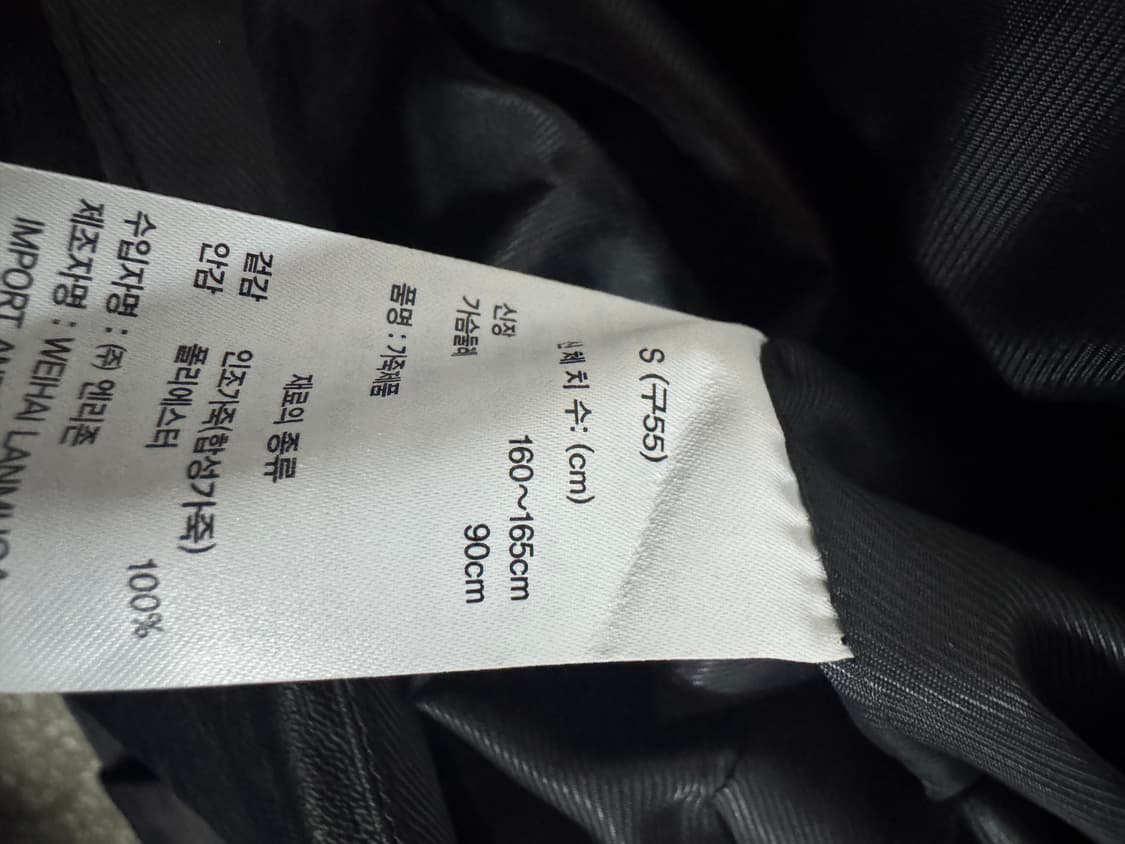 S (구55)
신체 치 수: (cm)
신장 160~165cm
가슴둘레 90cm
품명 : 가죽제품
재료의 종류
겉감 인조가죽(합성가죽)
안감 폴리에스터 100%
수입자명 : ㈜ 엔리존
제조자명 : WEIHAI LANMUGA
IMPORT